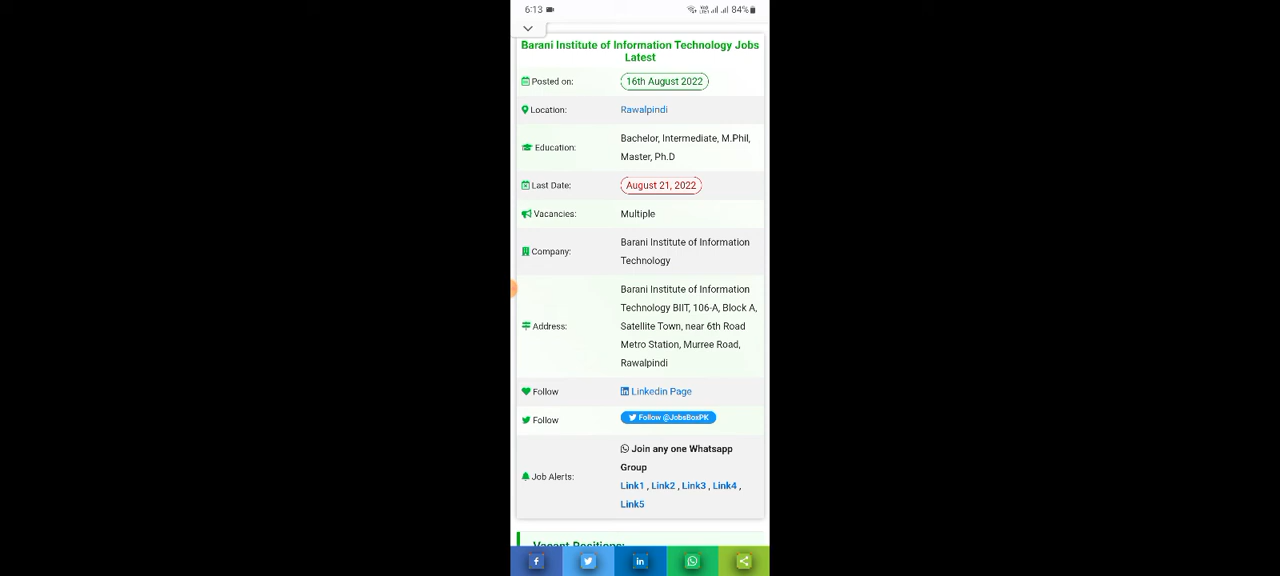 6:13
84%
Barani Institute of Information Technology Jobs
Latest
Posted on: 16th August 2022
Location: Rawalpindi
Education: Bachelor, Intermediate, M.Phil,
Master, Ph.D
Last Date: August 21, 2022
Vacancies: Multiple
Company: Barani Institute of Information
Technology
Address: Barani Institute of Information
Technology BIIT, 106-A, Block A,
Satellite Town, near 6th Road
Metro Station, Murree Road,
Rawalpindi
Follow Linkedin Page
Follow Follow @JobsBoxPK
Job Alerts: Join any one Whatsapp
Group
Link1 , Link2 , Link3 , Link4 ,
Link5
Vacant Positions: